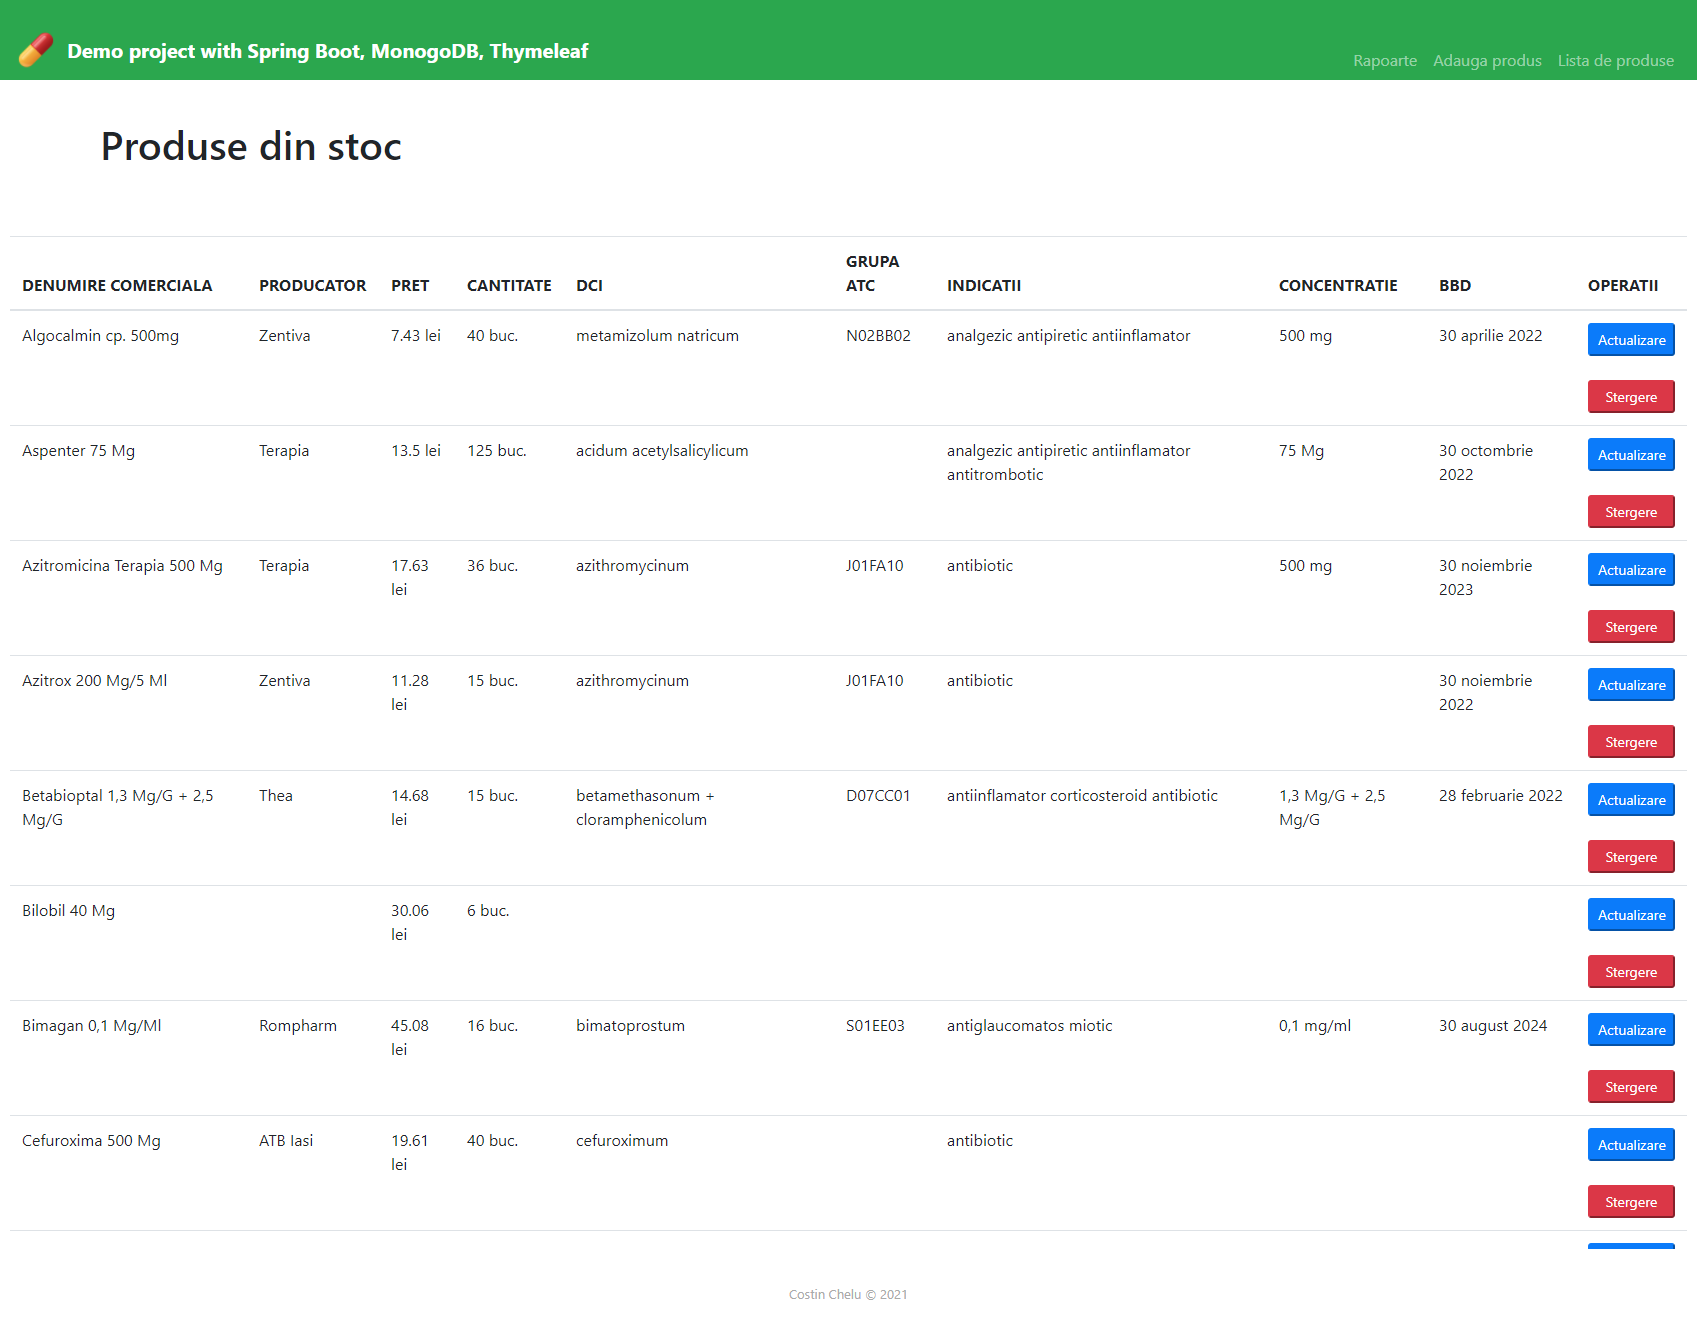 Demo project with Spring Boot, MonogoDB, Thymeleaf
Rapoarte Adauga produs Lista de produse
Produse din stoc
DENUMIRE COMERCIALA PRODUCATOR PRET CANTITATE DCI GRUPA ATC INDICATII CONCENTRATIE BBD OPERATII
Algocalmin cp. 500mg Zentiva 7.43 lei 40 buc. metamizolum natricum N02BB02 analgezic antipiretic antiinflamator 500 mg 30 aprilie 2022 Actualizare
Stergere
Aspenter 75 Mg Terapia 13.5 lei 125 buc. acidum acetylsalicylicum analgezic antipiretic antiinflamator 75 Mg 30 octombrie Actualizare
antitrombotic 2022
Stergere
Azitromicina Terapia 500 Mg Terapia 17.63 36 buc. azithromycinum J01FA10 antibiotic 500 mg 30 noiembrie Actualizare
lei 2023
Stergere
Azitrox 200 Mg/5 Ml Zentiva 11.28 15 buc. azithromycinum J01FA10 antibiotic 30 noiembrie Actualizare
lei 2022
Stergere
Betabioptal 1,3 Mg/G + 2,5 Thea 14.68 15 buc. betamethasonum + D07CC01 antiinflamator corticosteroid antibiotic 1,3 Mg/G + 2,5 28 februarie 2022 Actualizare
Mg/G lei cloramphenicolum Mg/G
Stergere
Bilobil 40 Mg 30.06 6 buc. Actualizare
lei
Stergere
Bimagan 0,1 Mg/Ml Rompharm 45.08 16 buc. bimatoprostum S01EE03 antiglaucomatos miotic 0,1 mg/ml 30 august 2024 Actualizare
lei
Stergere
Cefuroxima 500 Mg ATB Iasi 19.61 40 buc. cefuroximum antibiotic Actualizare
lei
Stergere
Costin Chelu © 2021